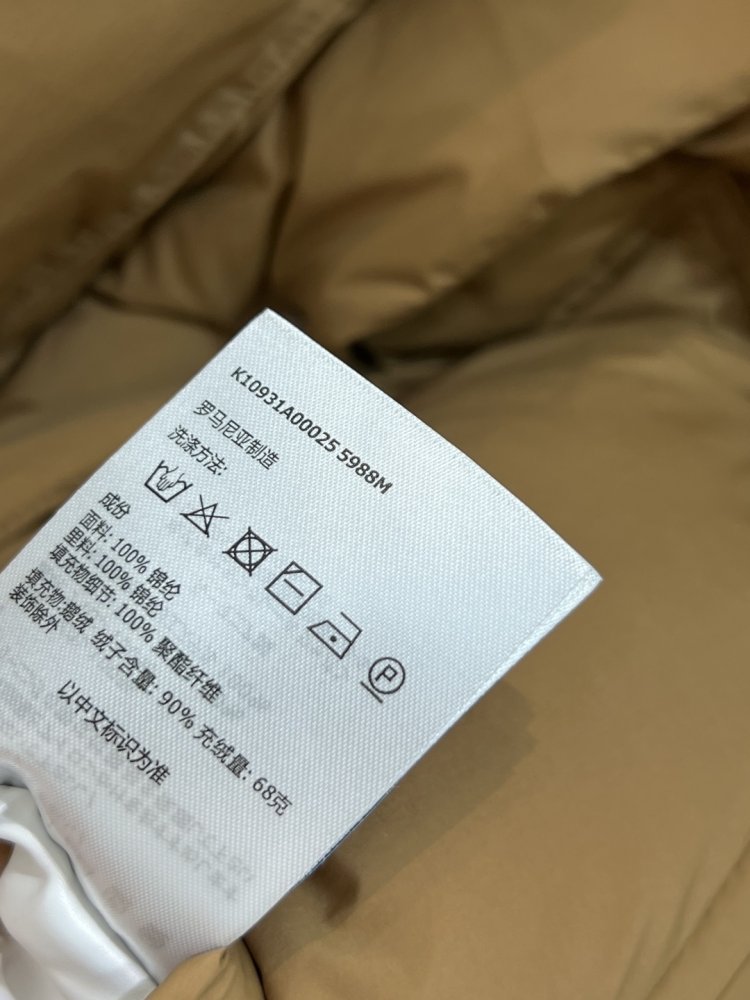 K10931A00025 5988M
罗马尼亚制造
洗涤方法:
P
成份
面料: 100% 锦纶
里料: 100% 锦纶
填充物细节: 100% 聚酯纤维
填充物:鹅绒 绒子含量: 90% 充绒量: 68克
装饰除外
以中文标识为准